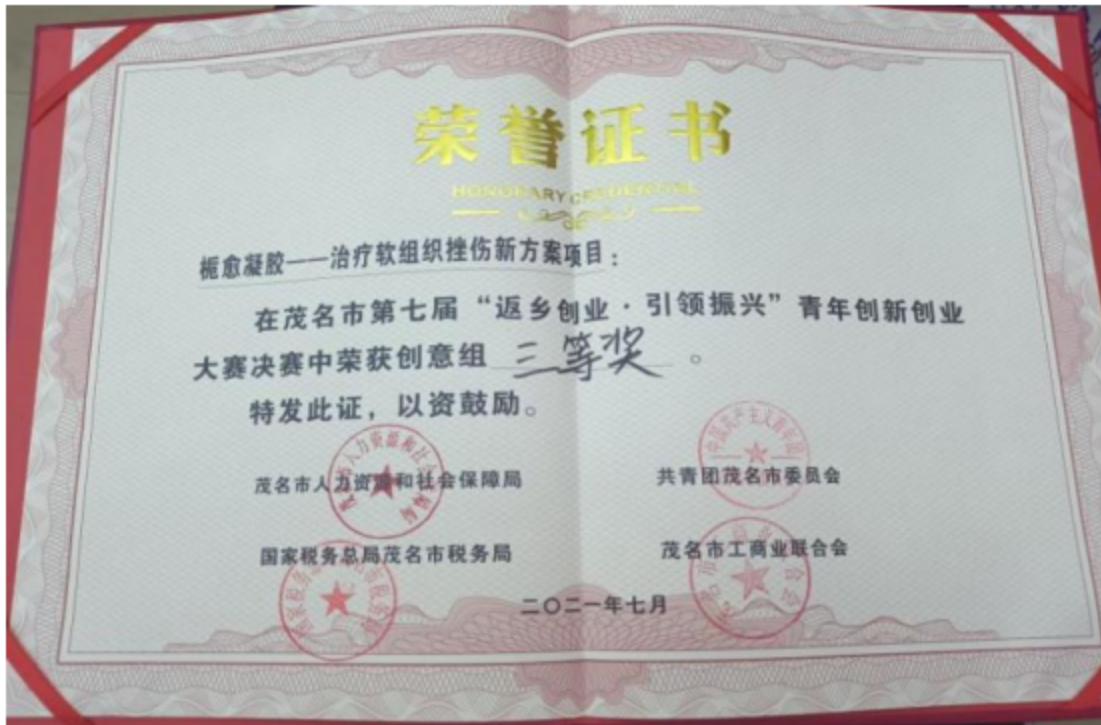 荣誉证书
HONORARY CREDENTIAL
栀愈凝胶——治疗软组织挫伤新方案项目：
在茂名市第七届“返乡创业·引领振兴”青年创新创业
大赛决赛中荣获创意组 三等奖 。
特发此证，以资鼓励。
茂名市人力资源和社会保障局
共青团茂名市委员会
国家税务总局茂名市税务局
茂名市工商业联合会
二〇二一年七月